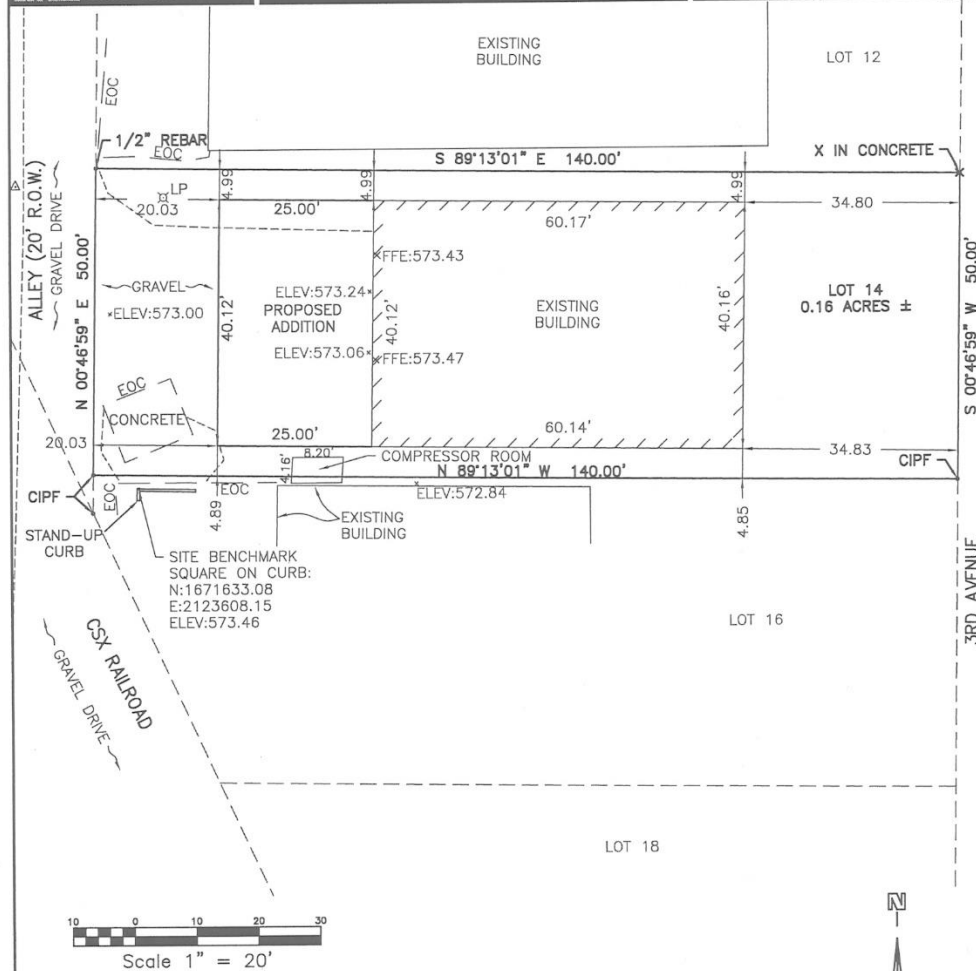 EXISTING
BUILDING
LOT 12
EOC
1/2" REBAR
EOC
S 89°13'01" E 140.00'
X IN CONCRETE
ALLEY (20' R.O.W.)
GRAVEL DRIVE
LP
20.03
4.99
25.00'
4.99
60.17'
4.99
34.80
N 00°46'59" E 50.00'
GRAVEL
ELEV:573.00
40.12'
ELEV:573.24
PROPOSED
ADDITION
ELEV:573.06
40.12'
FFE:573.43
FFE:573.47
EXISTING
BUILDING
40.16'
LOT 14
0.16 ACRES ±
S 00°46'59" W 50.00'
EOC
CONCRETE
20.03
25.00'
60.14'
34.83
8.20'
4.16'
COMPRESSOR ROOM
N 89°13'01" W 140.00'
CIPF
CIPF
EOC
EOC
4.89
ELEV:572.84
4.85
STAND-UP
CURB
EXISTING
BUILDING
SITE BENCHMARK
SQUARE ON CURB:
N:1671633.08
E:2123608.15
ELEV:573.46
3RD AVENUE
LOT 16
CSX RAILROAD
GRAVEL DRIVE
LOT 18
10 0 10 20 30
Scale 1" = 20'
N